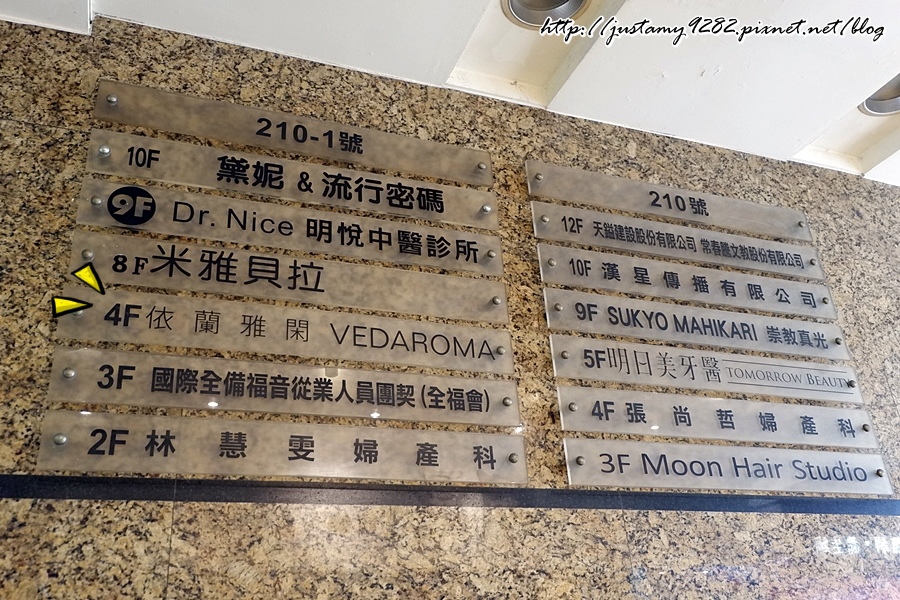 http://justamy9282.pixnet.net/blog
210-1號
10F 黛妮 & 流行密碼
9F Dr. Nice 明悅中醫診所
8F 米雅貝拉
4F 依蘭雅閑 VEDAROMA
3F 國際全備福音從業人員團契(全福會)
2F 林慧雯婦產科
210號
12F 天鎰建設股份有限公司 常春藤文教股份有限公司
10F 漢星傳播有限公司
9F SUKYO MAHIKARI 崇教真光
5F 明日美牙醫 TOMORROW BEAUTY
4F 張尚哲婦產科
3F Moon Hair Studio